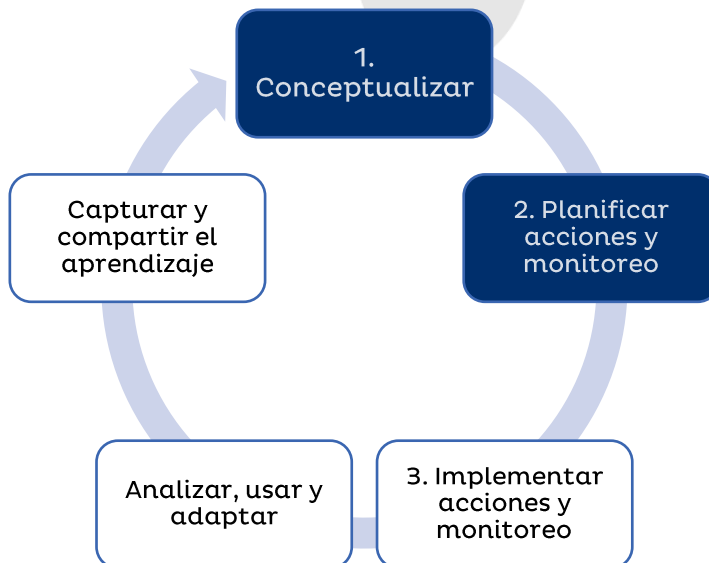 1.
Conceptualizar
2. Planificar
acciones y
monitoreo
3. Implementar
acciones y
monitoreo
Analizar, usar y
adaptar
Capturar y
compartir el
aprendizaje